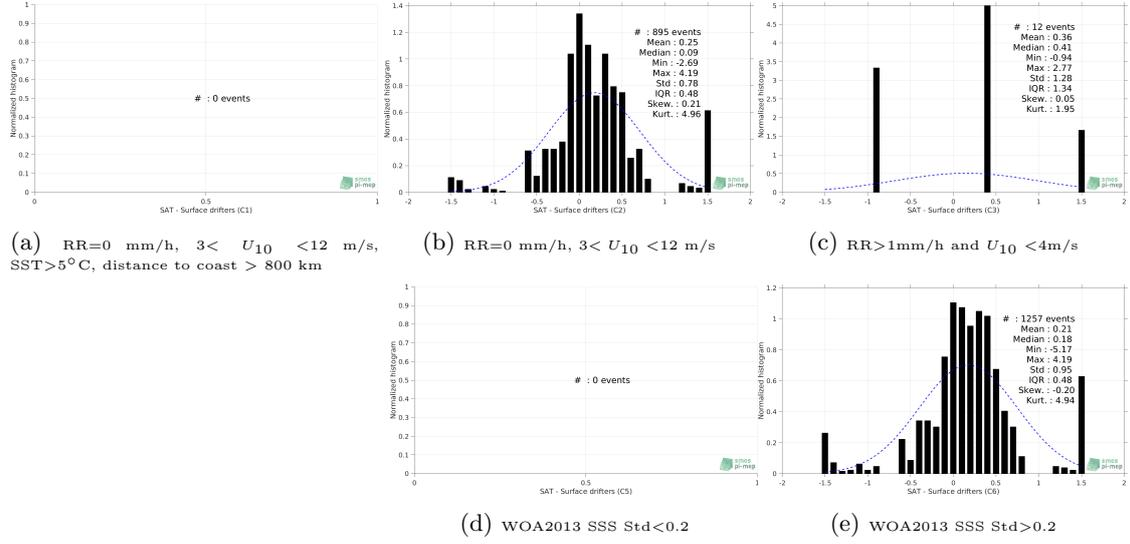 1
0.9
0.8
0.7
0.6
0.5
0.4
0.3
0.2
0.1
0
0
0.5
1
Normalized histogram
# : 0 events
SAT - Surface drifters (C1)
smos
pi-mep
(a) RR=0 mm/h, 3< U10 <12 m/s,
SST>5°C, distance to coast > 800 km
1.4
1.2
1
0.8
0.6
0.4
0.2
0
-2
-1.5
-1
-0.5
0
0.5
1
1.5
2
Normalized histogram
# : 895 events
Mean : 0.25
Median : 0.09
Min : -2.69
Max : 4.19
Std : 0.78
IQR : 0.48
Skew. : 0.21
Kurt. : 4.96
SAT - Surface drifters (C2)
smos
pi-mep
(b) RR=0 mm/h, 3< U10 <12 m/s
5
4.5
4
3.5
3
2.5
2
1.5
1
0.5
0
-2
-1.5
-1
-0.5
0
0.5
1
1.5
2
Normalized histogram
# : 12 events
Mean : 0.36
Median : 0.41
Min : -0.94
Max : 2.77
Std : 1.28
IQR : 1.34
Skew. : 0.05
Kurt. : 1.95
SAT - Surface drifters (C3)
smos
pi-mep
(c) RR>1mm/h and U10 <4m/s
1
0.9
0.8
0.7
0.6
0.5
0.4
0.3
0.2
0.1
0
0
0.5
1
Normalized histogram
# : 0 events
SAT - Surface drifters (C5)
smos
pi-mep
(d) WOA2013 SSS Std<0.2
1.2
1
0.8
0.6
0.4
0.2
0
-2
-1.5
-1
-0.5
0
0.5
1
1.5
2
Normalized histogram
# : 1257 events
Mean : 0.21
Median : 0.18
Min : -5.17
Max : 4.19
Std : 0.95
IQR : 0.48
Skew. : -0.20
Kurt. : 4.94
SAT - Surface drifters (C6)
smos
pi-mep
(e) WOA2013 SSS Std>0.2